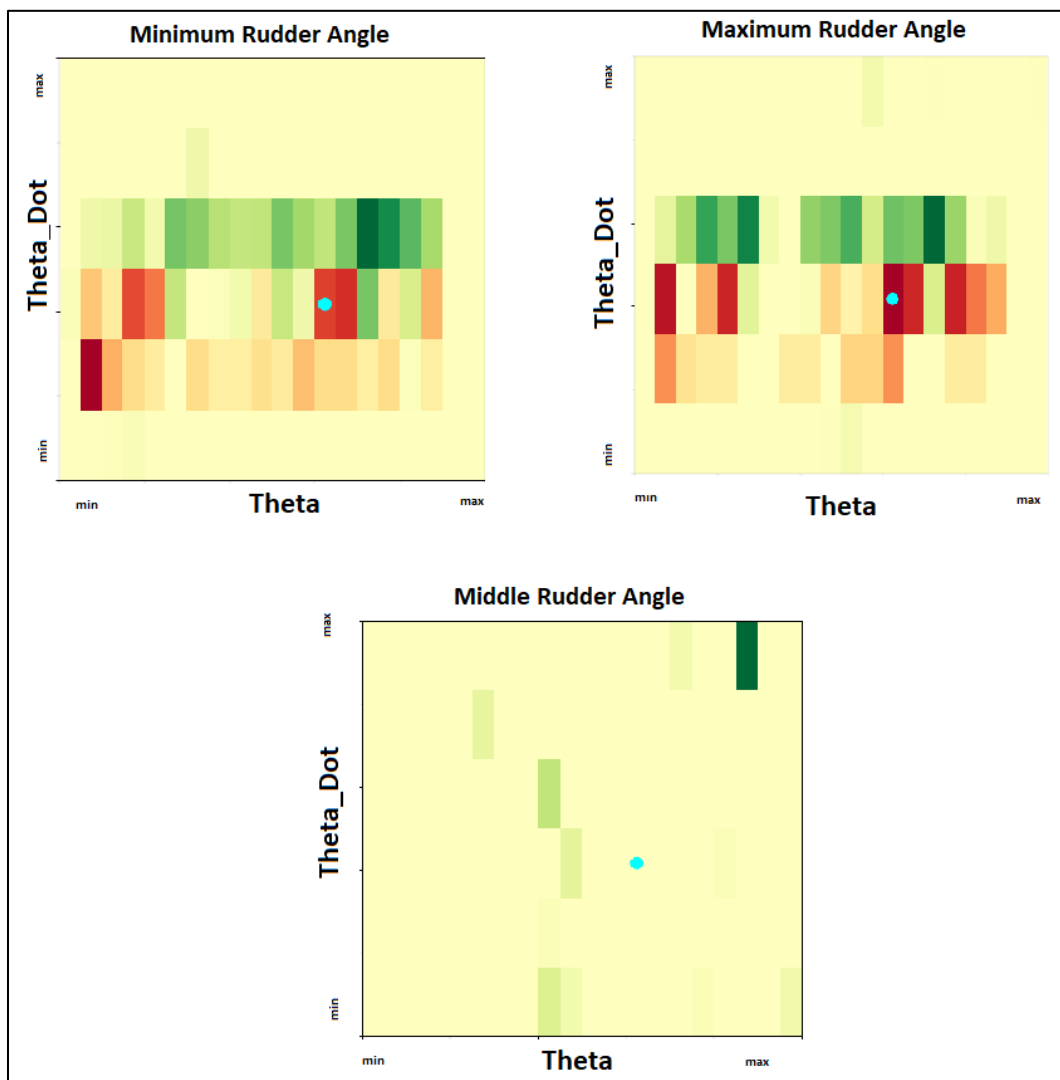 Minimum Rudder Angle
max
Theta_Dot
min
min
Theta
max
Maximum Rudder Angle
max
Theta_Dot
min
min
Theta
max
Middle Rudder Angle
max
Theta_Dot
min
min
Theta
max